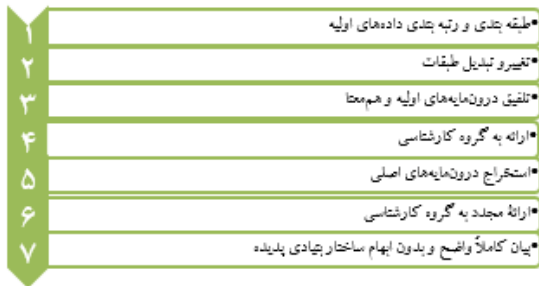 ۱ •طبقه بندی و رتبه بندی داده‌های اولیه
۲ •تغییرو تبدیل طبقات
۳ •تلفیق درون‌مایه‌های اولیه و هم‌معنا
۴ •ارائه به گروه کارشناسی
۵ •استخراج درون‌مایه‌های اصلی
۶ •ارائۀ مجدد به گروه کارشناسی
۷ •بیان کاملاً واضح و بدون ابهام ساختار بنیادی پدیده